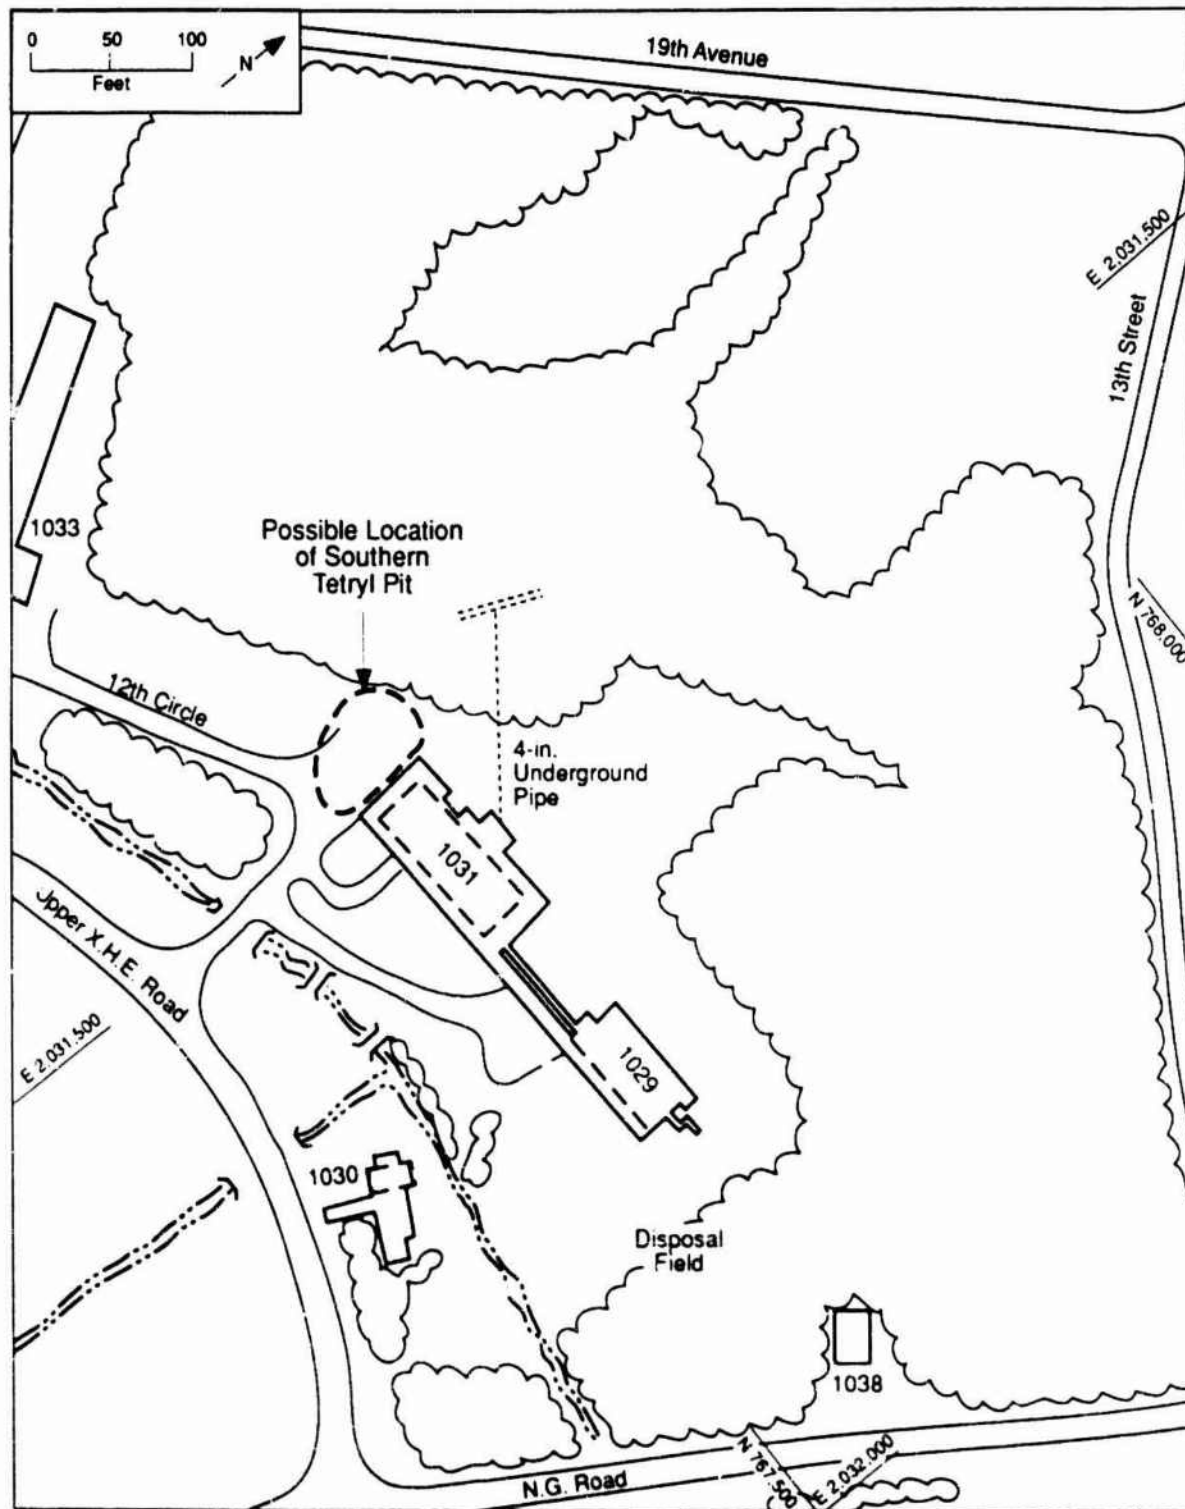 0 50 100
Feet
N
19th Avenue
E 2,031,500
13th Street
1033
Possible Location
of Southern
Tetryl Pit
N 768,000
12th Circle
4-in.
Underground
Pipe
1031
Upper X.H.E. Road
E 2,031,500
1029
1030
Disposal
Field
1038
N.G. Road
N 767,500
E 2,032,000